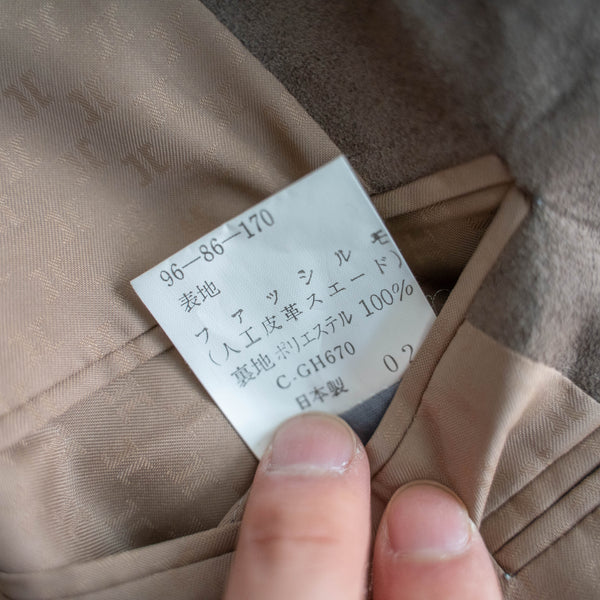 96-86-170
表地
ファッシルモ
(人工皮革スエード)
裏地 ポリエステル 100%
C-GH670
日本製 02